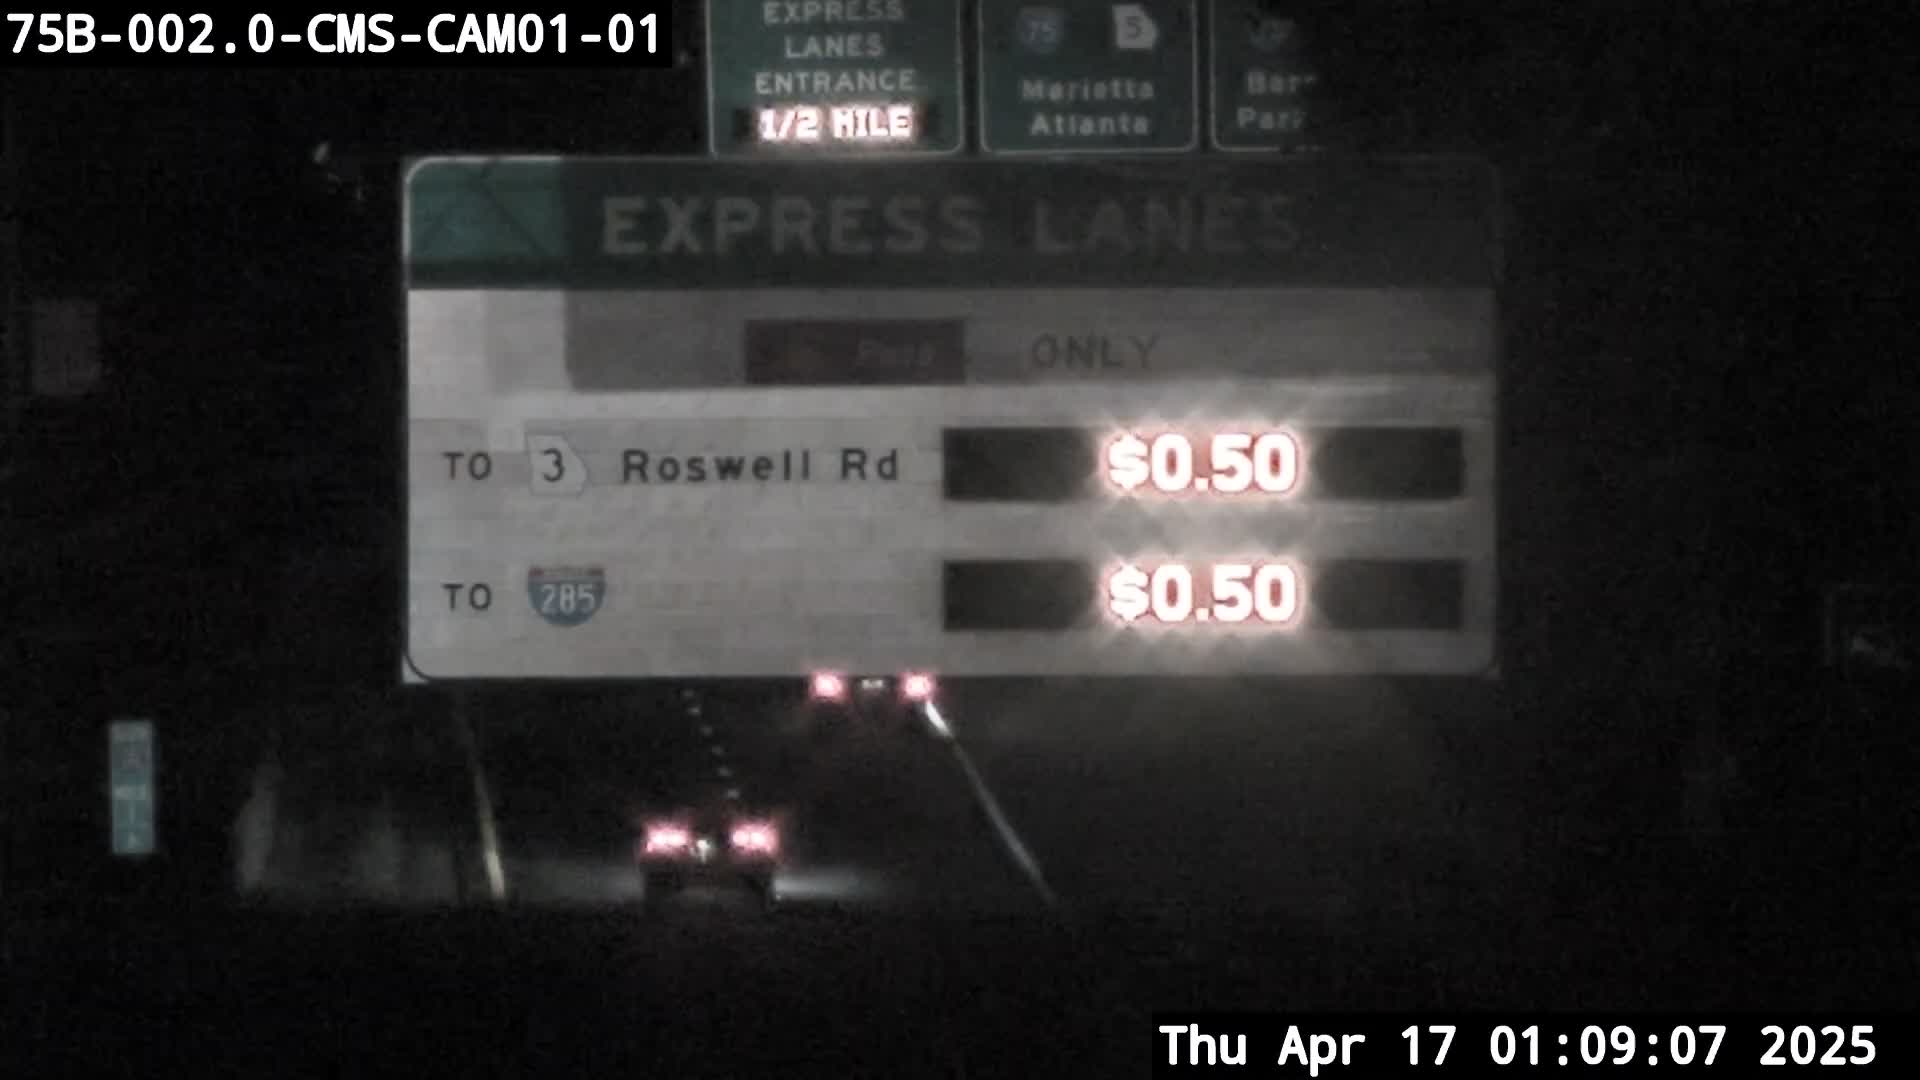 75B-002.0-CMS-CAM01-01
EXPRESS
LANES
ENTRANCE
1/2 MILE
75 5
Marietta
Atlanta
EXPRESS LANES
ONLY
TO 3 Roswell Rd $0.50
TO 285 $0.50
Thu Apr 17 01:09:07 2025